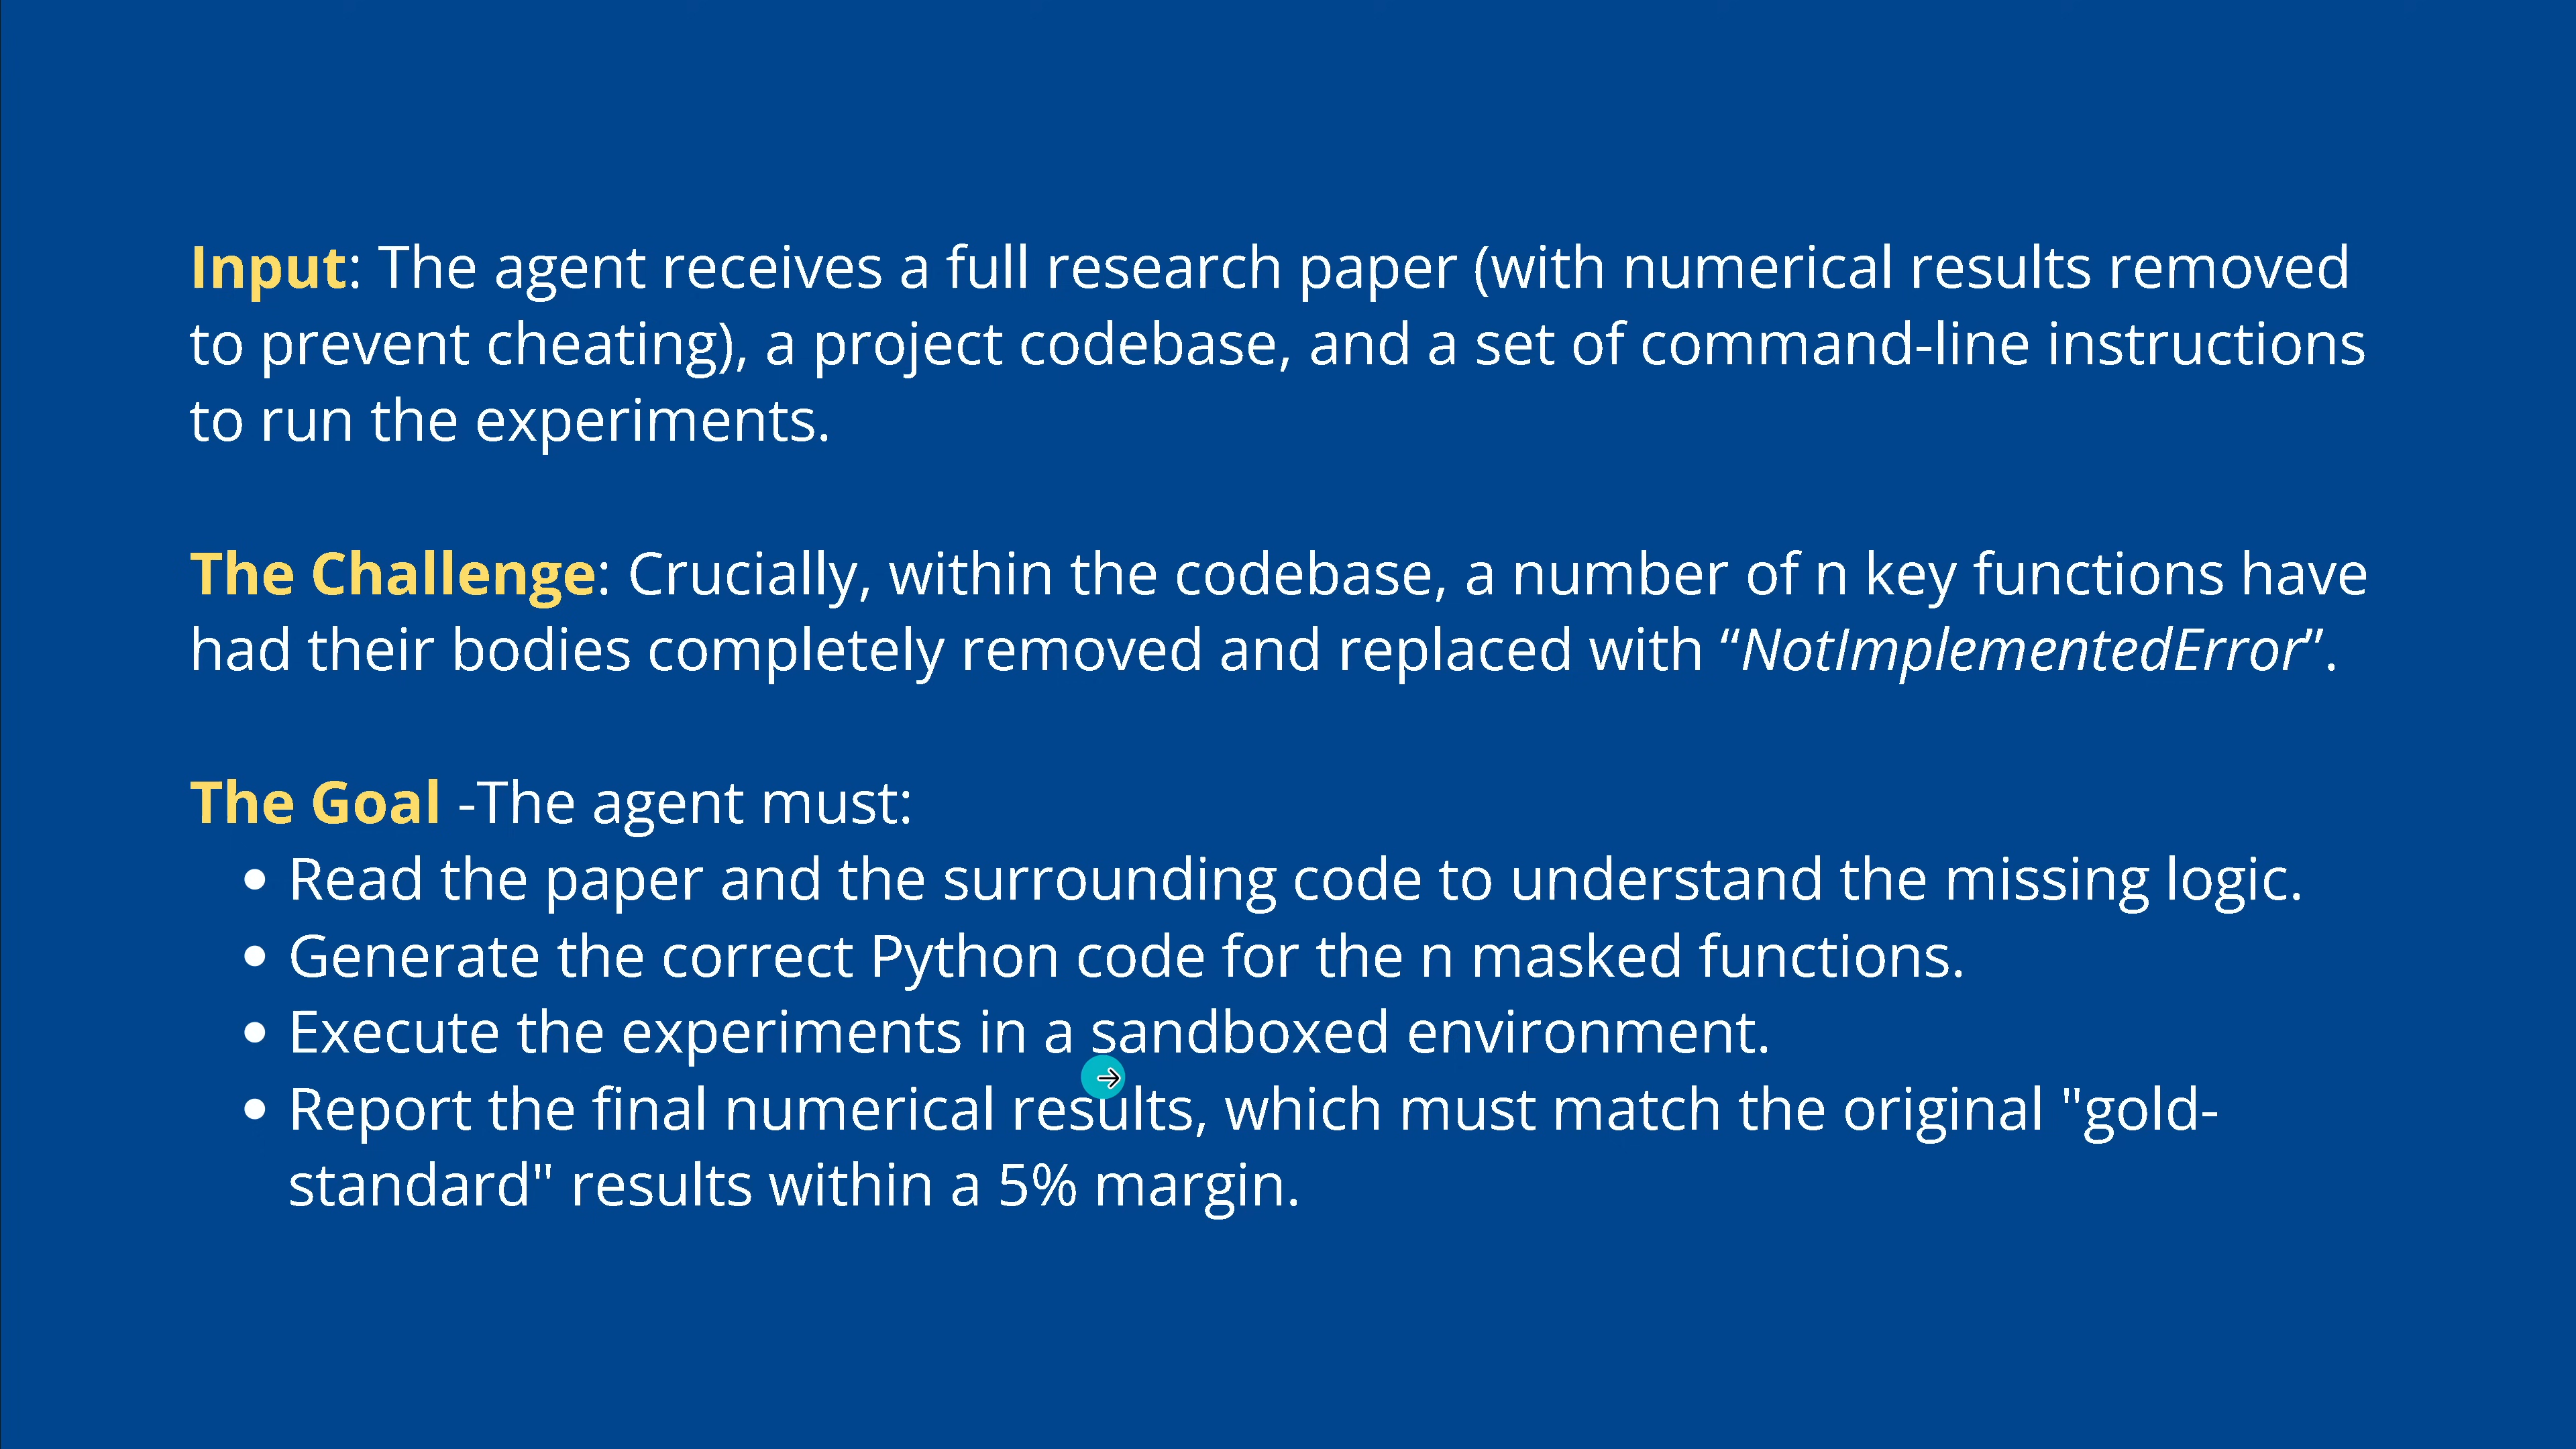 Input: The agent receives a full research paper (with numerical results removed
to prevent cheating), a project codebase, and a set of command-line instructions
to run the experiments.
The Challenge: Crucially, within the codebase, a number of n key functions have
had their bodies completely removed and replaced with “NotImplementedError”.
The Goal -The agent must:
• Read the paper and the surrounding code to understand the missing logic.
• Generate the correct Python code for the n masked functions.
• Execute the experiments in a sandboxed environment.
• Report the final numerical results, which must match the original "gold-
standard" results within a 5% margin.